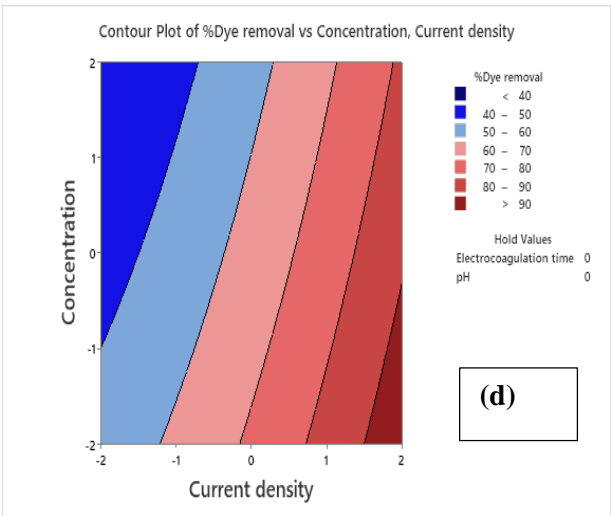 Contour Plot of %Dye removal vs Concentration, Current density
%Dye removal
< 40
40 – 50
50 – 60
60 – 70
70 – 80
80 – 90
> 90
Hold Values
Electrocoagulation time 0
pH 0
(d)
Concentration
2
1
0
-1
-2
-2 -1 0 1 2
Current density